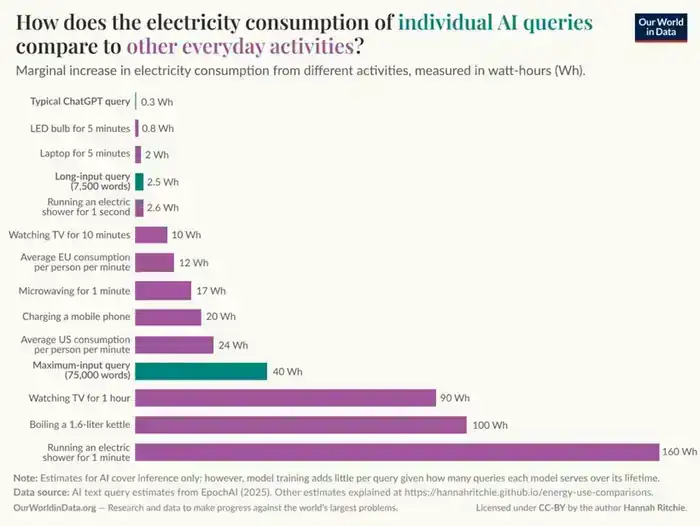 How does the electricity consumption of individual AI queries
compare to other everyday activities?
Our World
in Data
Marginal increase in electricity consumption from different activities, measured in watt-hours (Wh).
Typical ChatGPT query 0.3 Wh
LED bulb for 5 minutes 0.8 Wh
Laptop for 5 minutes 2 Wh
Long-input query
(7,500 words) 2.5 Wh
Running an electric
shower for 1 second 2.6 Wh
Watching TV for 10 minutes 10 Wh
Average EU consumption
per person per minute 12 Wh
Microwaving for 1 minute 17 Wh
Charging a mobile phone 20 Wh
Average US consumption
per person per minute 24 Wh
Maximum-input query
(75,000 words) 40 Wh
Watching TV for 1 hour 90 Wh
Boiling a 1.6-liter kettle 100 Wh
Running an electric
shower for 1 minute 160 Wh
Note: Estimates for AI cover inference only; however, model training adds little per query given how many queries each model serves over its lifetime.
Data source: AI text query estimates from EpochAI (2025). Other estimates explained at https://hannahritchie.github.io/energy-use-comparisons.
OurWorldinData.org — Research and data to make progress against the world's largest problems. Licensed under CC-BY by the author Hannah Ritchie.